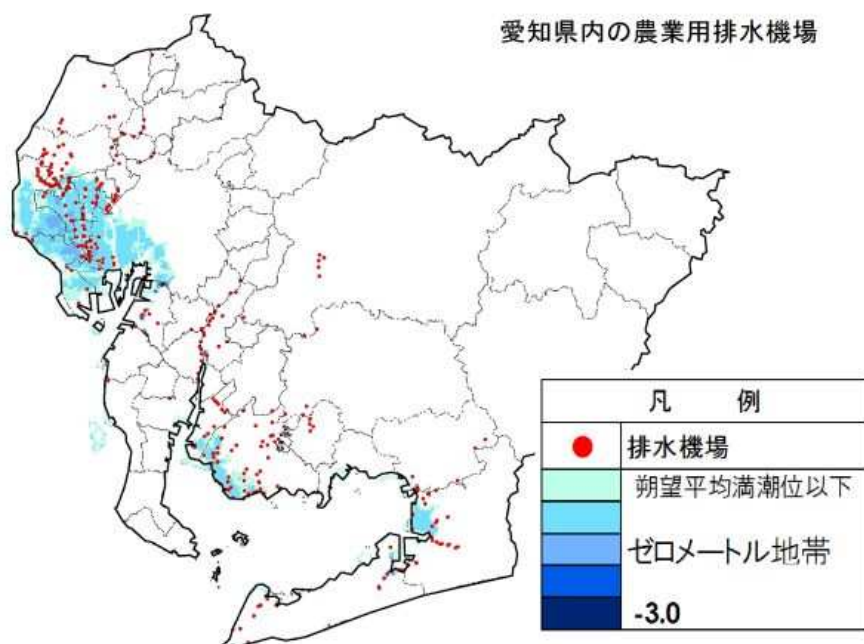 愛知県内の農業用排水機場
凡 例
排水機場
朔望平均満潮位以下
ゼロメートル地帯
-3.0